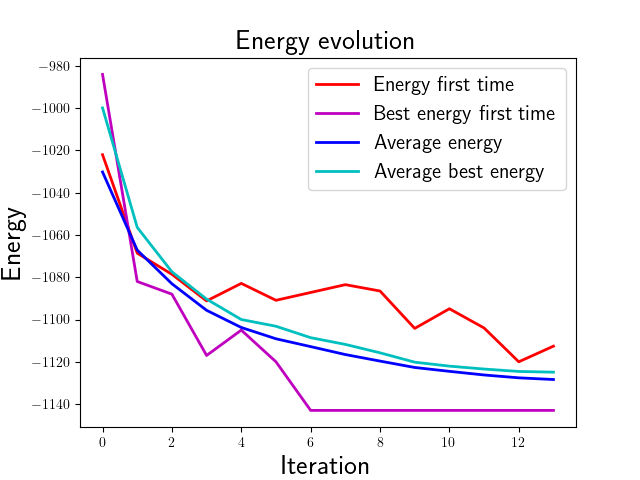 Energy evolution
−980
−1000
−1020
−1040
−1060
−1080
−1100
−1120
−1140
Energy
Energy first time
Best energy first time
Average energy
Average best energy
0 2 4 6 8 10 12
Iteration